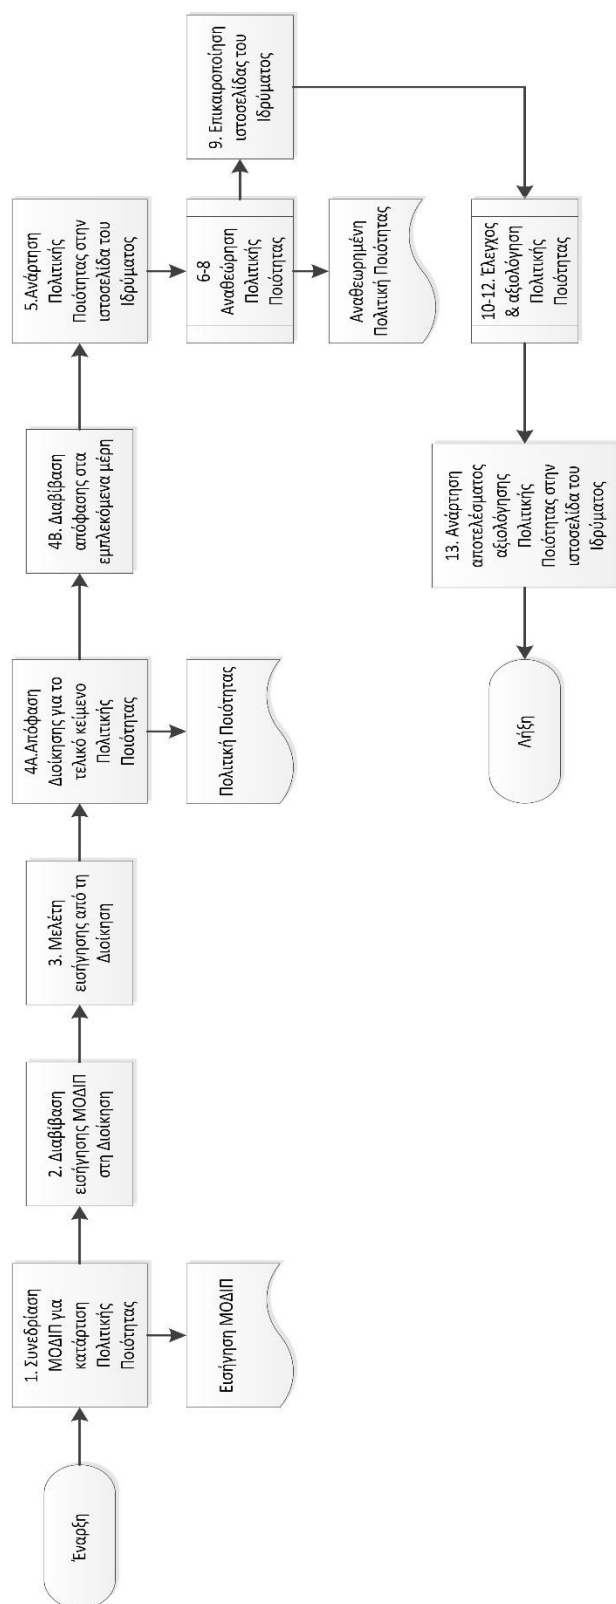 Έναρξη
1. Συνεδρίαση
ΜΟΔΙΠ για
κατάρτιση
Πολιτικής
Ποιότητας
Εισήγηση ΜΟΔΙΠ
2. Διαβίβαση
εισήγησης ΜΟΔΙΠ
στη Διοίκηση
3. Μελέτη
εισήγησης από τη
Διοίκηση
4Α.Απόφαση
Διοίκησης για το
τελικό κείμενο
Πολιτικής
Ποιότητας
Πολιτική Ποιότητας
4Β. Διαβίβαση
απόφασης στα
εμπλεκόμενα μέρη
5.Ανάρτηση
Πολιτικής
Ποιότητας στην
ιστοσελίδα του
Ιδρύματος
6-8
Αναθεώρηση
Πολιτικής
Ποιότητας
Αναθεωρημένη
Πολιτική Ποιότητας
9. Επικαιροποίηση
ιστοσελίδας του
Ιδρύματος
10-12. Έλεγχος
& αξιολόγηση
Πολιτικής
Ποιότητας
13. Ανάρτηση
αποτελέσματος
αξιολόγησης
Πολιτικής
Ποιότητας στην
ιστοσελίδα του
Ιδρύματος
Λήξη